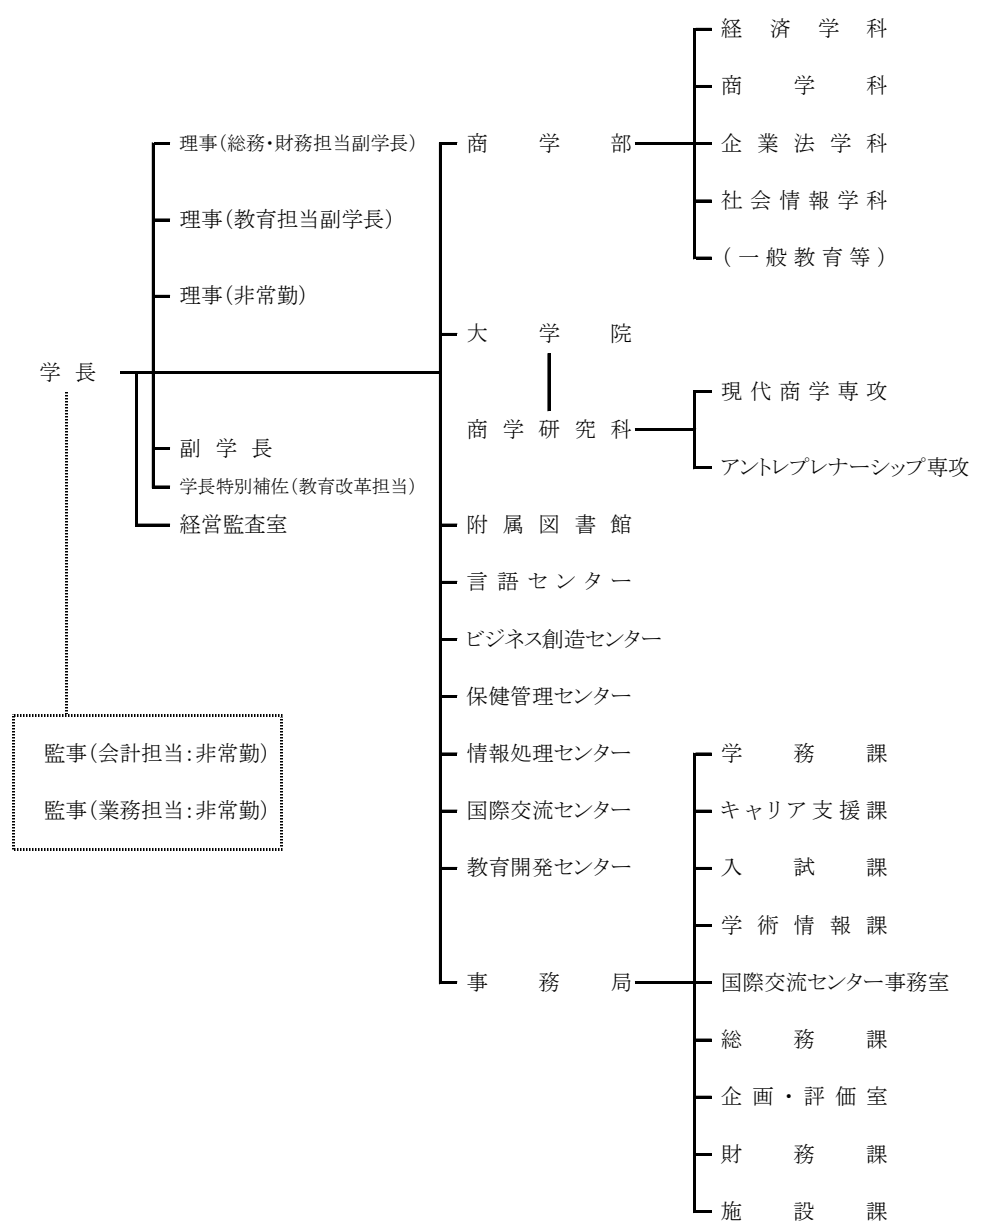 経済学科
商学科
理事(総務・財務担当副学長)
商学部
企業法学科
社会情報学科
理事(教育担当副学長)
(一般教育等)
理事(非常勤)
大学院
学長
現代商学専攻
商学研究科
副学長
アントレプレナーシップ専攻
学長特別補佐(教育改革担当)
経営監査室
附属図書館
言語センター
ビジネス創造センター
保健管理センター
監事(会計担当:非常勤)
情報処理センター
学務課
監事(業務担当:非常勤)
国際交流センター
キャリア支援課
教育開発センター
入試課
学術情報課
事務局
国際交流センター事務室
総務課
企画・評価室
財務課
施設課